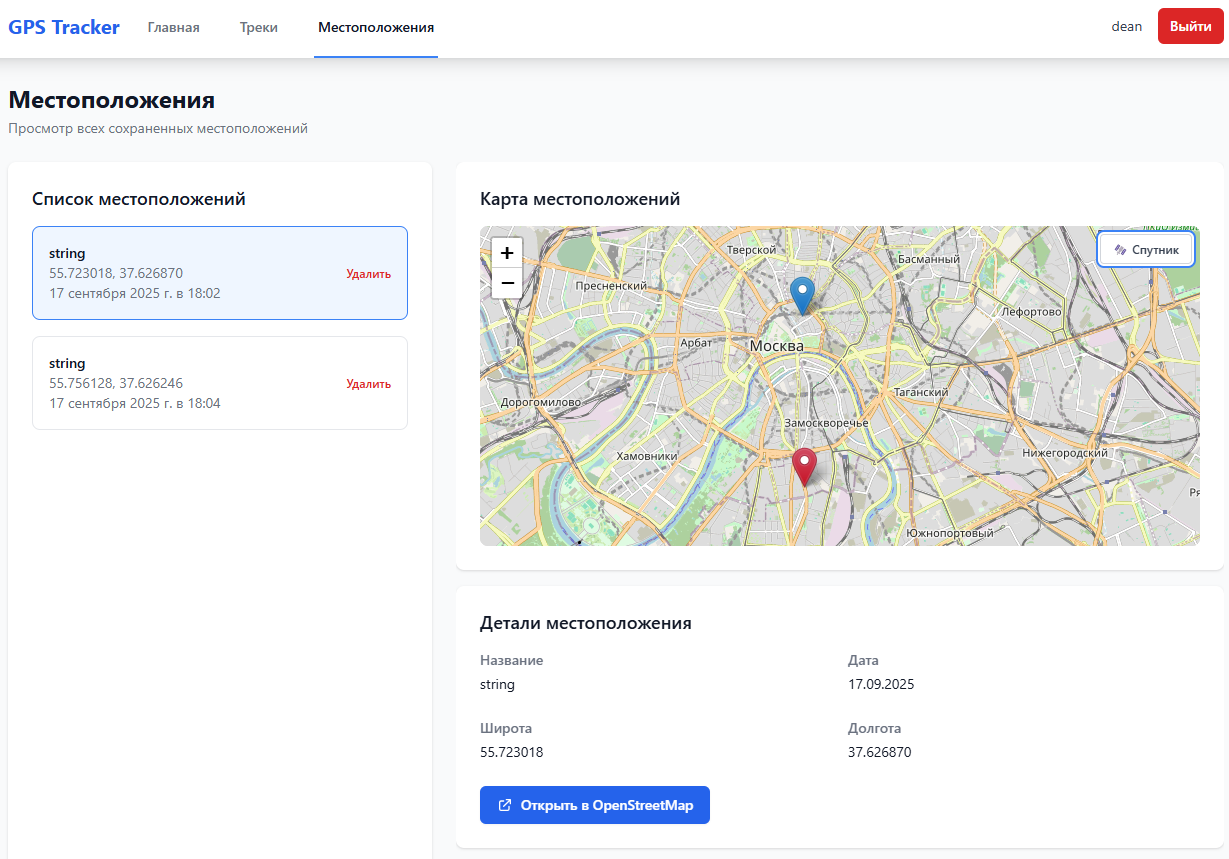 GPS Tracker
Главная
Треки
Местоположения
dean
Выйти
Местоположения
Просмотр всех сохраненных местоположений
Список местоположений
string
55.723018, 37.626870
17 сентября 2025 г. в 18:02
Удалить
string
55.756128, 37.626246
17 сентября 2025 г. в 18:04
Удалить
Карта местоположений
+
−
Спутник
Тверской
Басманный
Пресненский
Лефортово
Арбат
Москва
Дорогомилово
Таганский
Замоскворечье
Хамовники
Нижегородский
Южнопортовый
Детали местоположения
Название
string
Дата
17.09.2025
Широта
55.723018
Долгота
37.626870
Открыть в OpenStreetMap